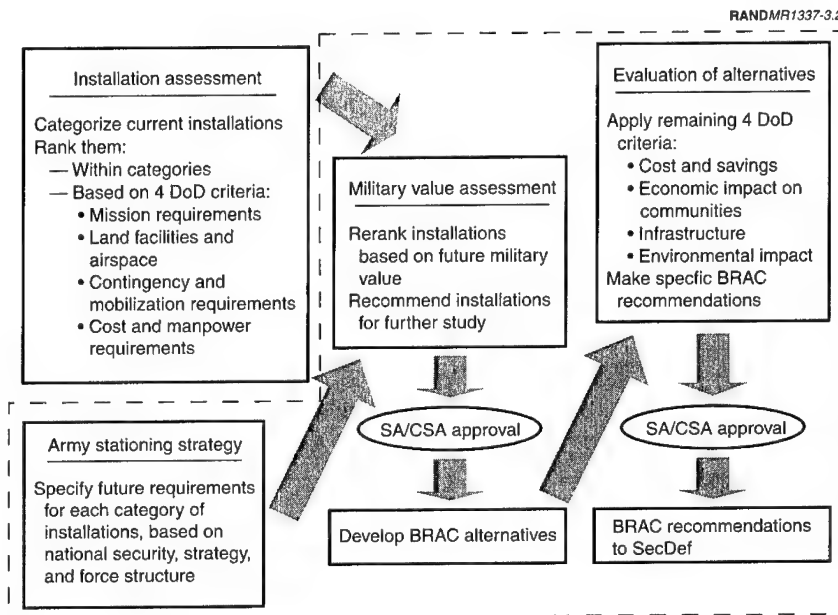 RANDMR1337-3.2
Installation assessment
Categorize current installations
Rank them:
— Within categories
— Based on 4 DoD criteria:
• Mission requirements
• Land facilities and
airspace
• Contingency and
mobilization requirements
• Cost and manpower
requirements
Army stationing strategy
Specify future requirements
for each category of
installations, based on
national security, strategy,
and force structure
Military value assessment
Rerank installations
based on future military
value
Recommend installations
for further study
SA/CSA approval
Develop BRAC alternatives
Evaluation of alternatives
Apply remaining 4 DoD
criteria:
• Cost and savings
• Economic impact on
communities
• Infrastructure
• Environmental impact
Make specfic BRAC
recommendations
SA/CSA approval
BRAC recommendations
to SecDef